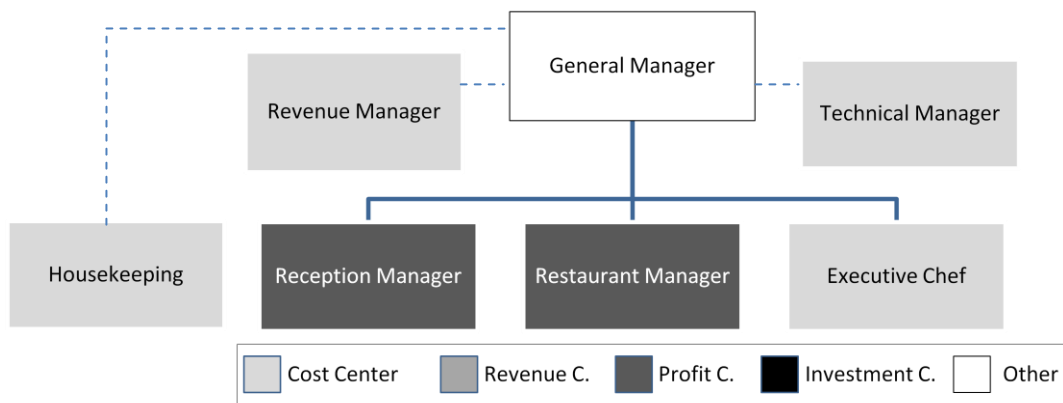 General Manager
Revenue Manager
Technical Manager
Housekeeping
Reception Manager
Restaurant Manager
Executive Chef
Cost Center
Revenue C.
Profit C.
Investment C.
Other